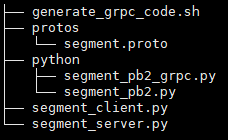 ├── generate_grpc_code.sh
├── protos
│   └── segment.proto
├── python
│   ├── segment_pb2_grpc.py
│   └── segment_pb2.py
├── segment_client.py
└── segment_server.py